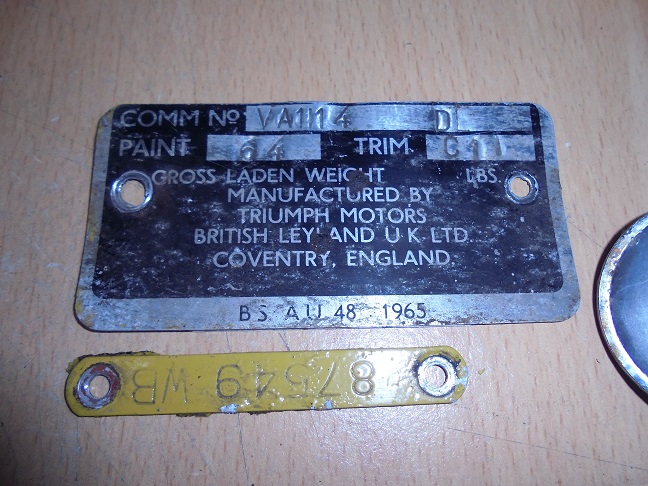 COMM Nº VA1114 DL
PAINT 64 TRIM C11
GROSS LADEN WEIGHT LBS.
MANUFACTURED BY
TRIUMPH MOTORS
BRITISH LEYLAND U.K. LTD.
COVENTRY, ENGLAND.
BS AU 48 · 1965
87549 WB